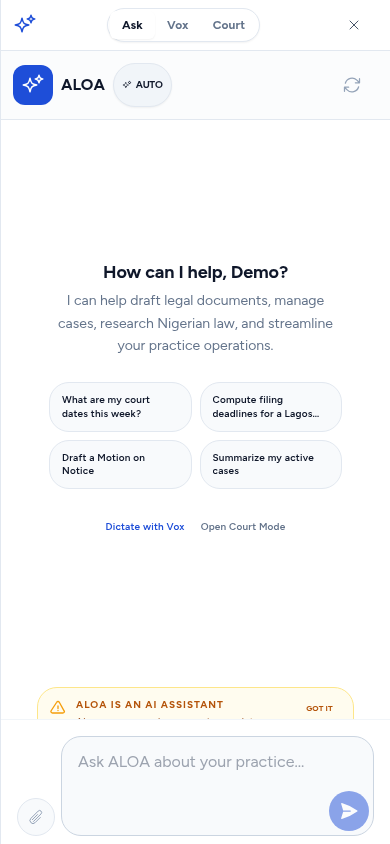 Ask Vox Court
ALOA AUTO
How can I help, Demo?
I can help draft legal documents, manage
cases, research Nigerian law, and streamline
your practice operations.
What are my court
dates this week?
Compute filing
deadlines for a Lagos...
Draft a Motion on
Notice
Summarize my active
cases
Dictate with Vox Open Court Mode
ALOA IS AN AI ASSISTANT GOT IT
Ask ALOA about your practice...